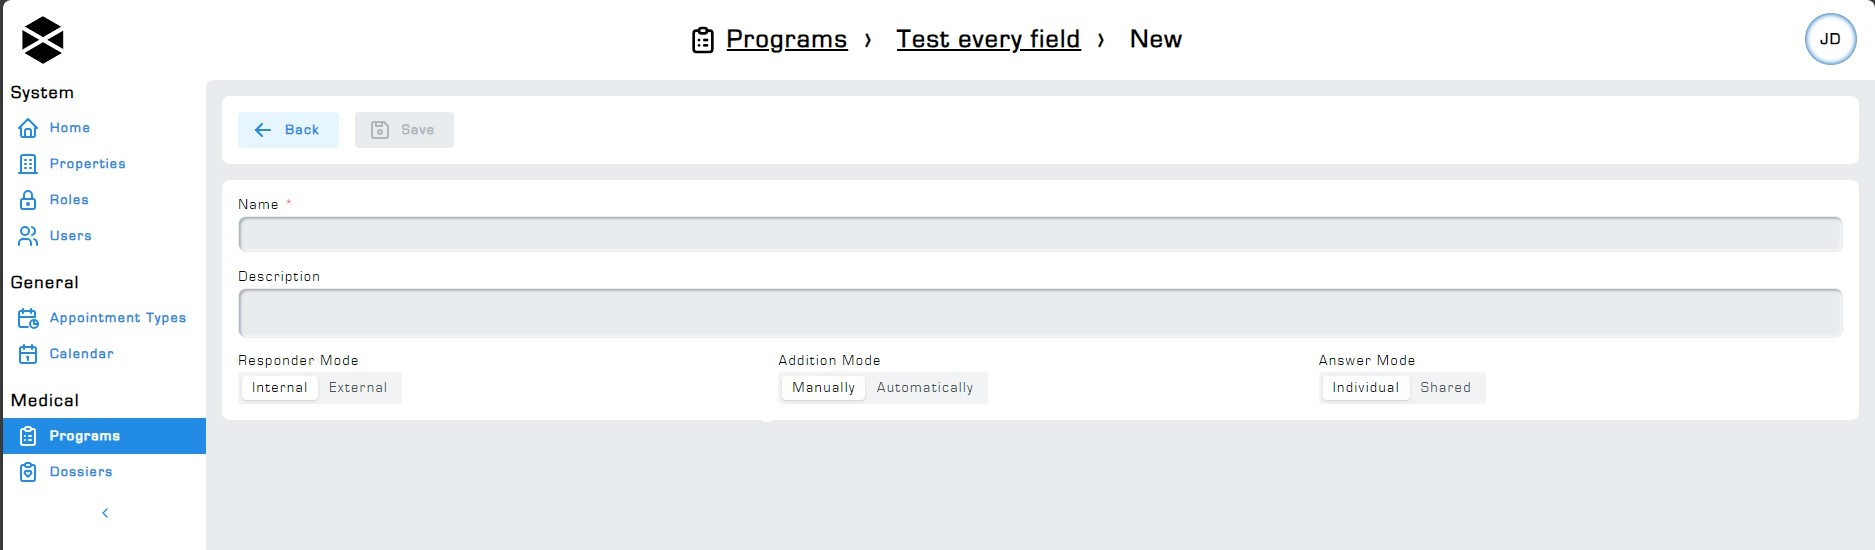 Programs › Test every field › New
JD
System
Home
Properties
Roles
Users
General
Appointment Types
Calendar
Medical
Programs
Dossiers
Back
Save
Name *
Description
Responder Mode
Internal External
Addition Mode
Manually Automatically
Answer Mode
Individual Shared